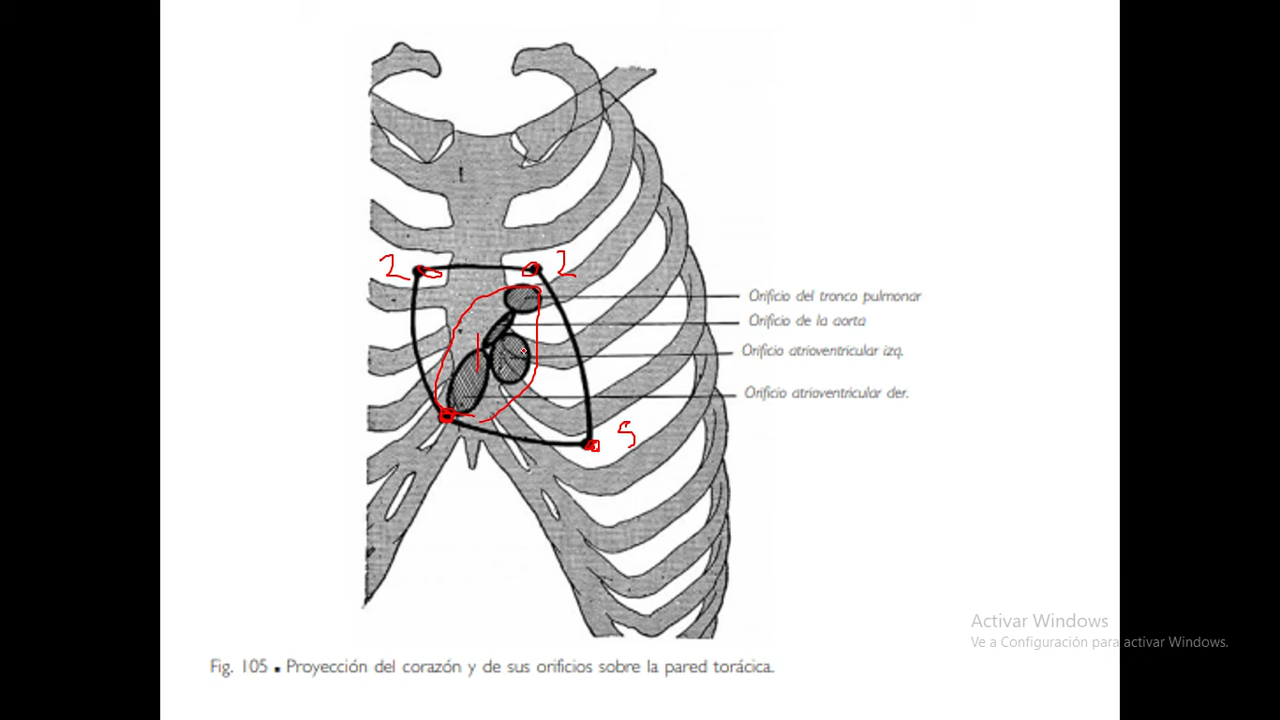 2 2
Orificio del tronco pulmonar
Orificio de la aorta
Orificio atrioventricular izq.
Orificio atrioventricular der.
5
Activar Windows
Ve a Configuración para activar Windows.
Fig. 105 ▪ Proyección del corazón y de sus orificios sobre la pared torácica.